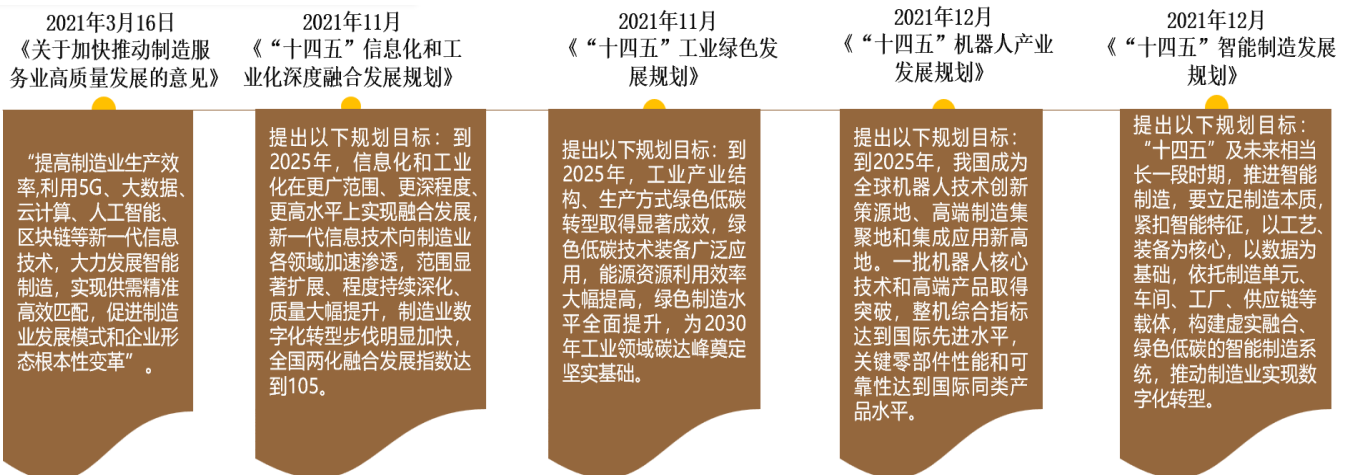 2021年3月16日
《关于加快推动制造服
务业高质量发展的意见》
“提高制造业生产效
率,利用5G、大数据、
云计算、人工智能、
区块链等新一代信息
技术，大力发展智能
制造，实现供需精准
高效匹配，促进制造
业发展模式和企业形
态根本性变革”。
2021年11月
《“十四五”信息化和工
业化深度融合发展规划》
提出以下规划目标：到
2025年，信息化和工业
化在更广范围、更深程度、
更高水平上实现融合发展，
新一代信息技术向制造业
各领域加速渗透，范围显
著扩展、程度持续深化、
质量大幅提升，制造业数
字化转型步伐明显加快，
全国两化融合发展指数达
到105。
2021年11月
《“十四五”工业绿色发
展规划》
提出以下规划目标：到
2025年，工业产业结
构、生产方式绿色低碳
转型取得显著成效，绿
色低碳技术装备广泛应
用，能源资源利用效率
大幅提高，绿色制造水
平全面提升，为2030
年工业领域碳达峰奠定
坚实基础。
2021年12月
《“十四五”机器人产业
发展规划》
提出以下规划目标：
到2025年，我国成为
全球机器人技术创新
策源地、高端制造集
聚地和集成应用新高
地。一批机器人核心
技术和高端产品取得
突破，整机综合指标
达到国际先进水平，
关键零部件性能和可
靠性达到国际同类产
品水平。
2021年12月
《“十四五”智能制造发展
规划》
提出以下规划目标：
“十四五”及未来相当
长一段时期，推进智能
制造，要立足制造本质，
紧扣智能特征，以工艺、
装备为核心，以数据为
基础，依托制造单元、
车间、工厂、供应链等
载体，构建虚实融合、
绿色低碳的智能制造系
统，推动制造业实现数
字化转型。